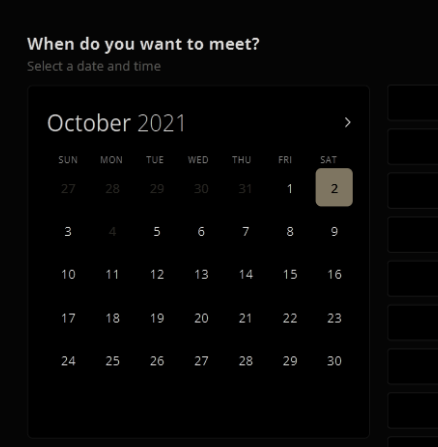 When do you want to meet?
Select a date and time
October 2021
SUN MON TUE WED THU FRI SAT
27 28 29 30 31 1 2
3 4 5 6 7 8 9
10 11 12 13 14 15 16
17 18 19 20 21 22 23
24 25 26 27 28 29 30